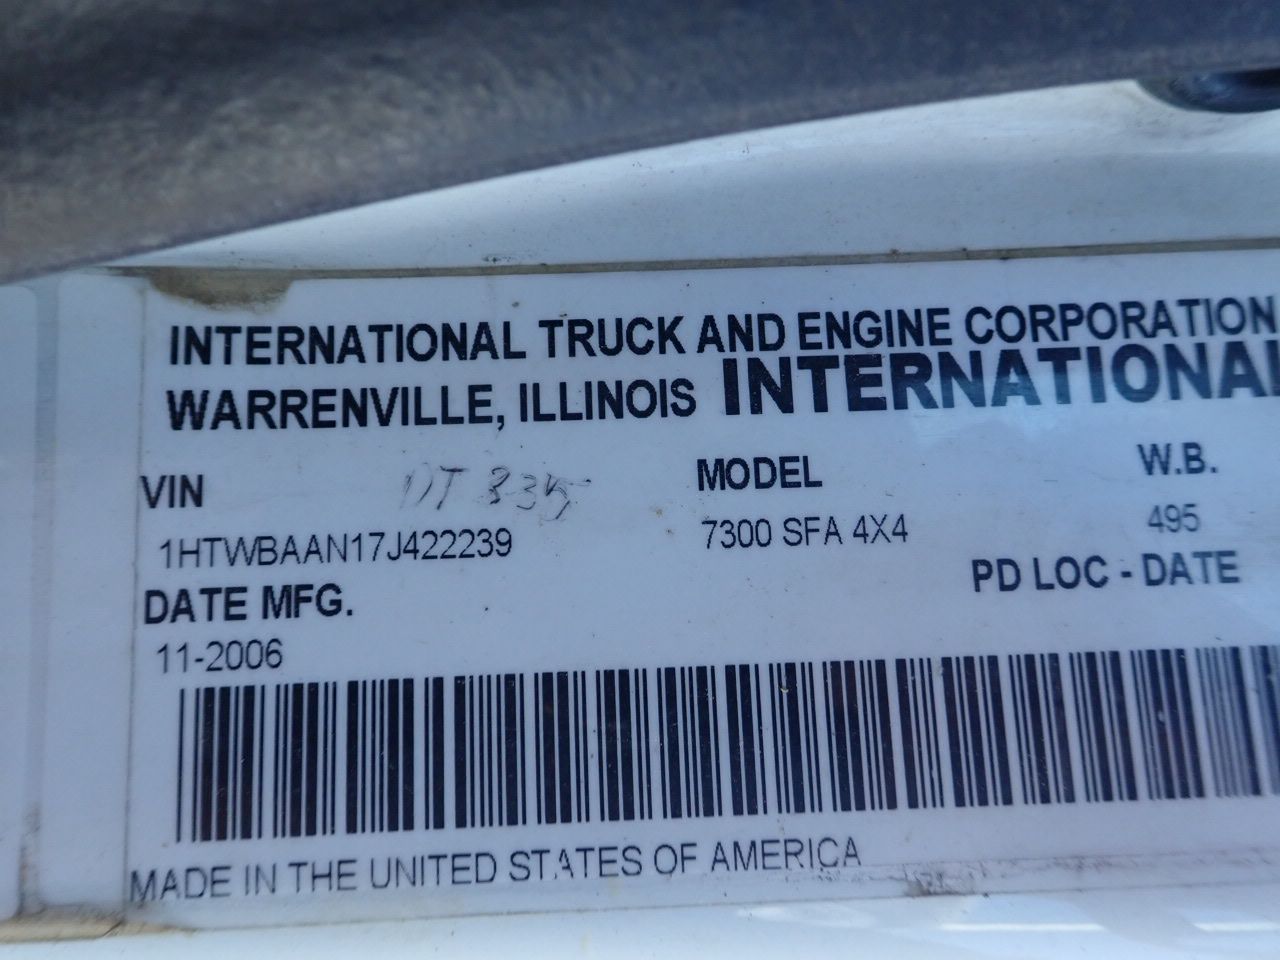 INTERNATIONAL TRUCK AND ENGINE CORPORATION
WARRENVILLE, ILLINOIS INTERNATIONAL
VIN DT MODEL W.B.
1HTWBAAN17J422239 7300 SFA 4X4 495
DATE MFG. PD LOC - DATE
11-2006
MADE IN THE UNITED STATES OF AMERICA